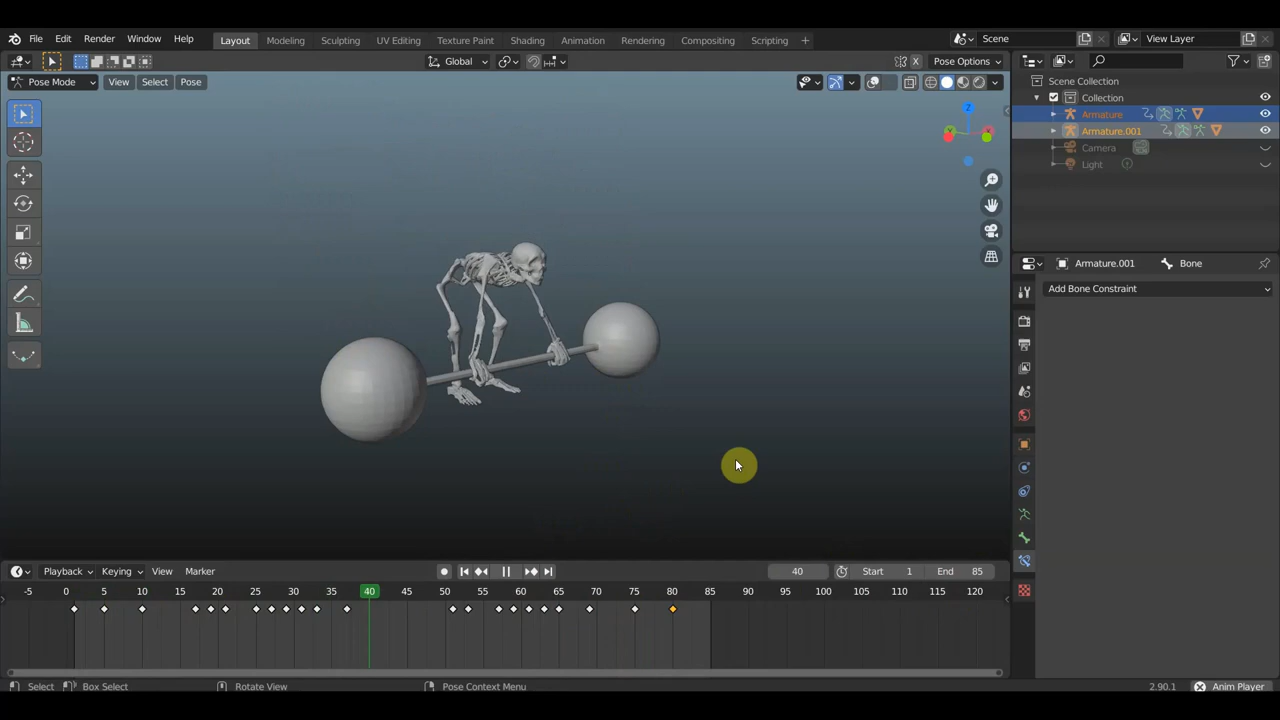 File Edit Render Window Help Layout Modeling Sculpting UV Editing Texture Paint Shading Animation Rendering Compositing Scripting + Scene View Layer
Global Pose Options
Pose Mode View Select Pose
Scene Collection
Collection
Armature
Armature.001
Camera
Light
Z
Y
X
Armature.001 Bone
Add Bone Constraint
Playback Keying View Marker 40 Start 1 End 85
-5 0 5 10 15 20 25 30 35 40 45 50 55 60 65 70 75 80 85 90 95 100 105 110 115 120
Select Box Select Rotate View Pose Context Menu 2.90.1 Anim Player